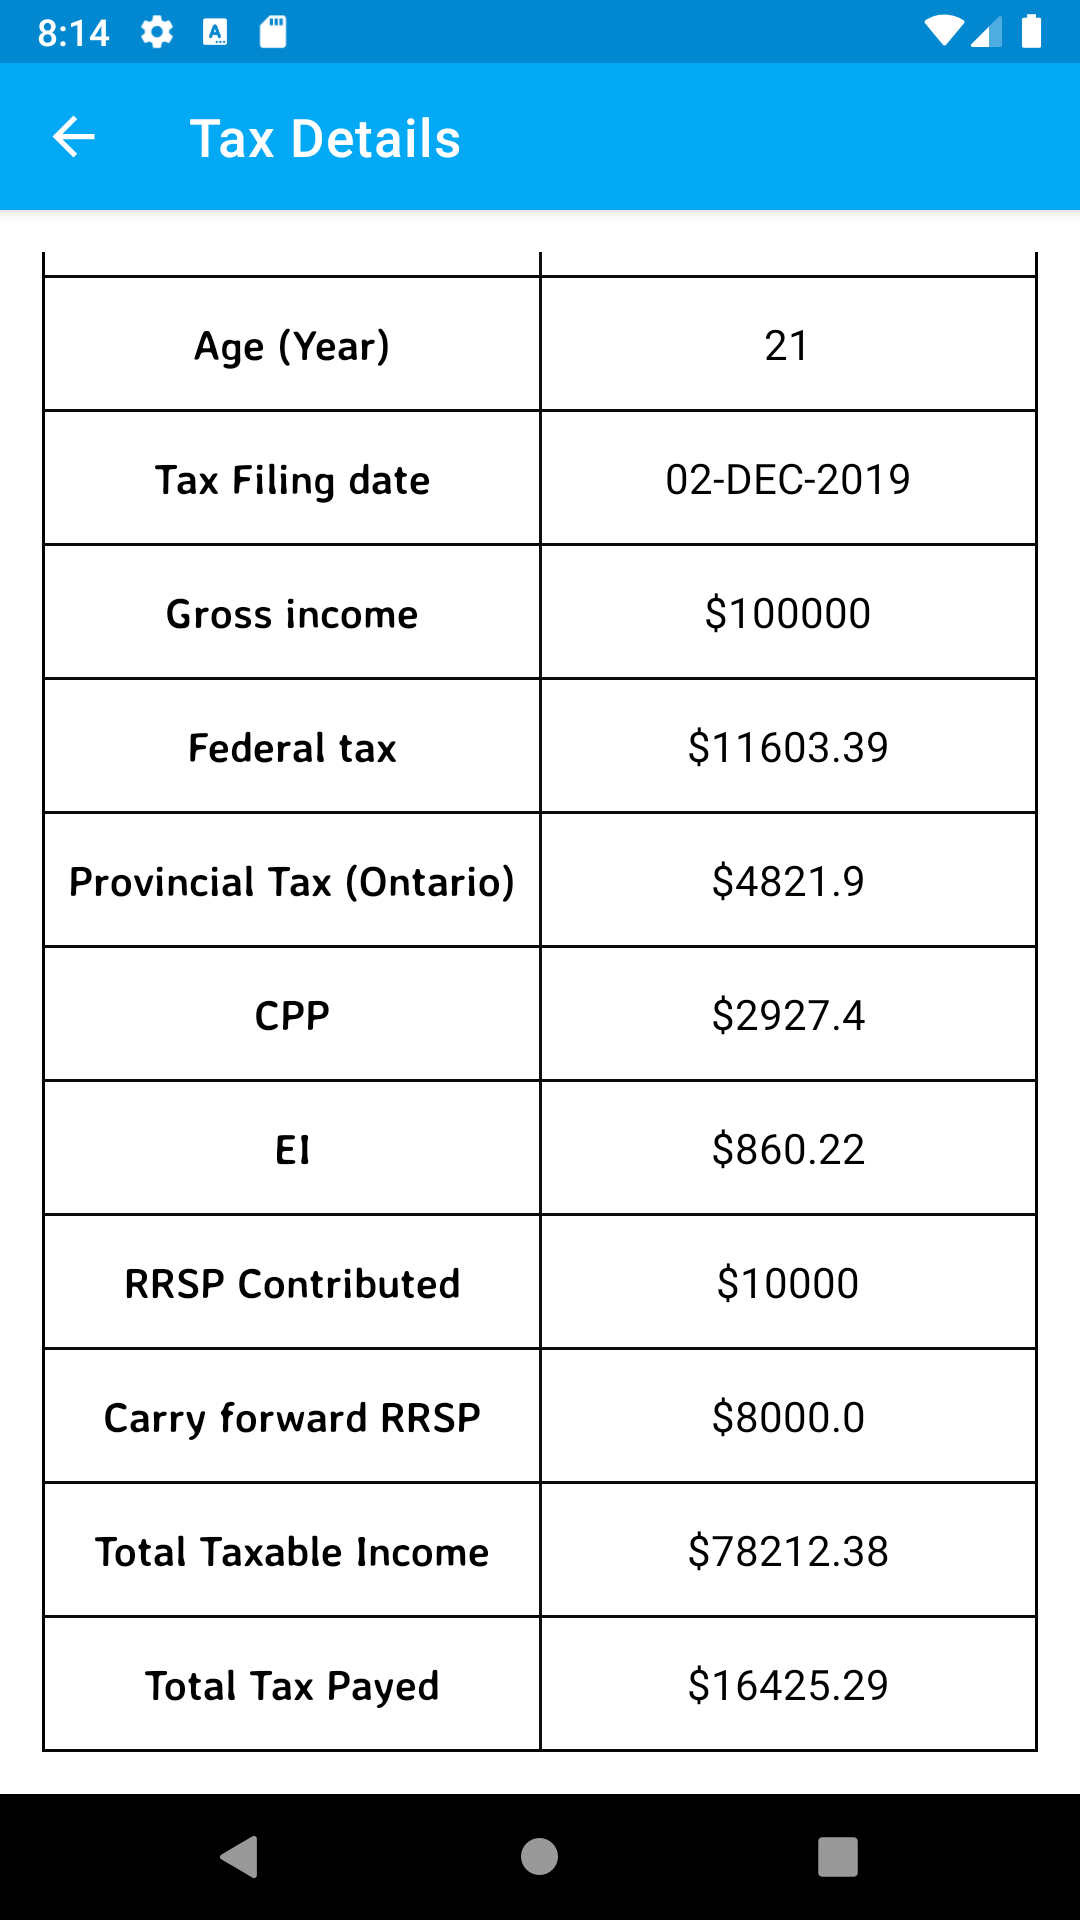 8:14
Tax Details
Age (Year) 21
Tax Filing date 02-DEC-2019
Gross income $100000
Federal tax $11603.39
Provincial Tax (Ontario) $4821.9
CPP $2927.4
EI $860.22
RRSP Contributed $10000
Carry forward RRSP $8000.0
Total Taxable Income $78212.38
Total Tax Payed $16425.29